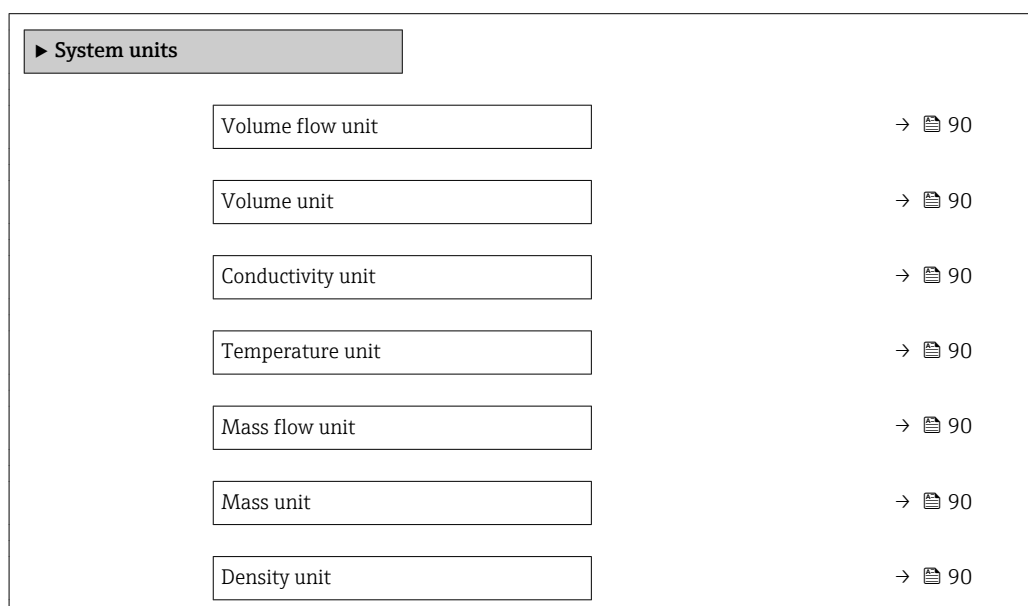 ▶ System units
Volume flow unit → 90
Volume unit → 90
Conductivity unit → 90
Temperature unit → 90
Mass flow unit → 90
Mass unit → 90
Density unit → 90